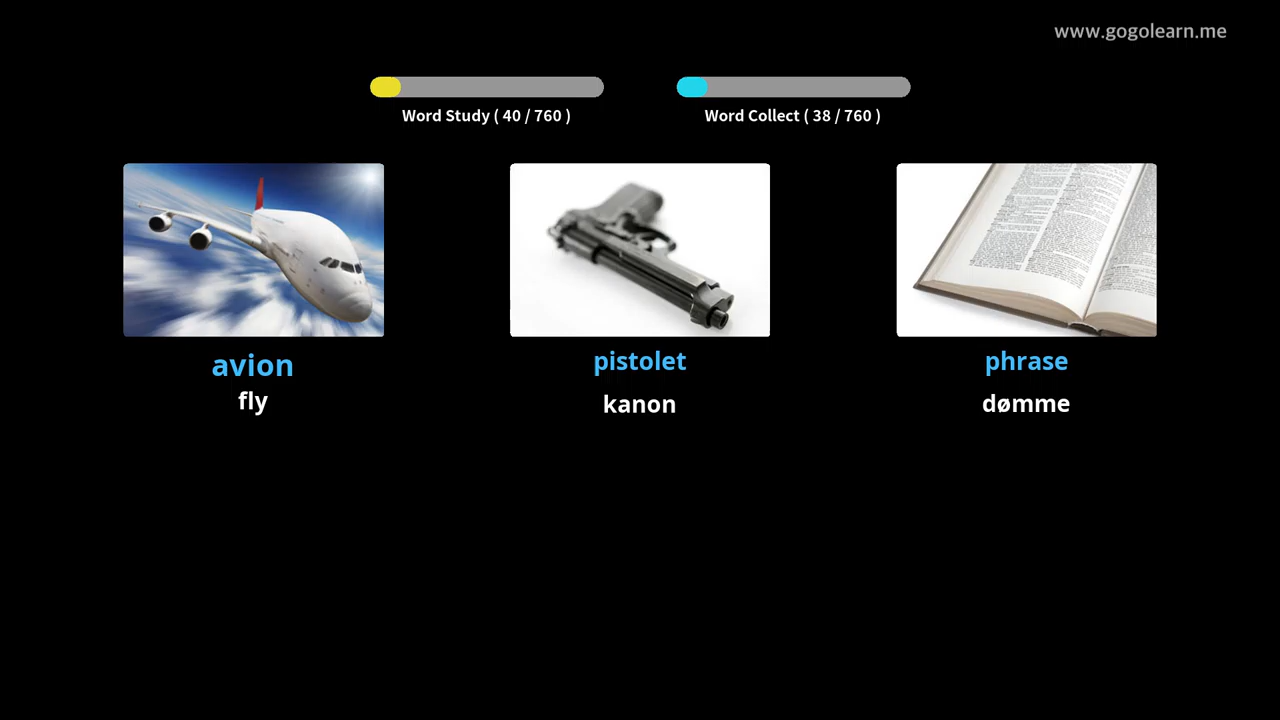 www.gogolearn.me
Word Study ( 40 / 760 )
Word Collect ( 38 / 760 )
avion
fly
pistolet
kanon
phrase
dømme